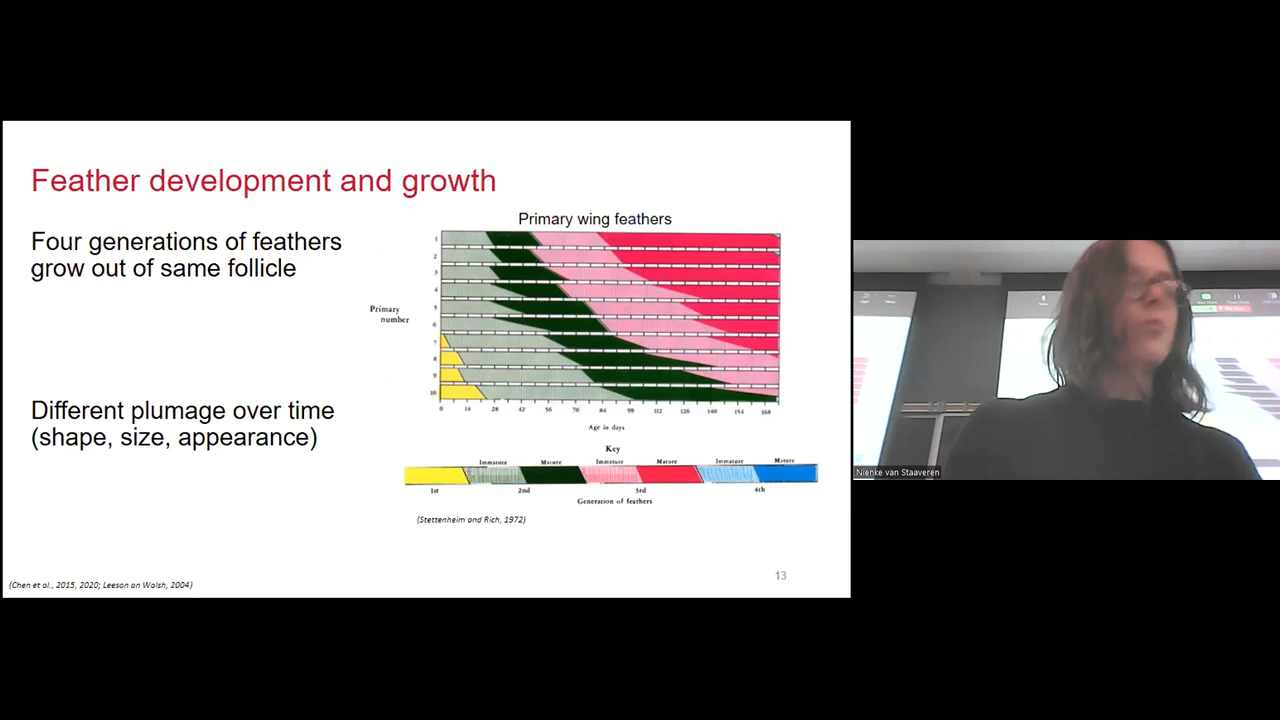 Feather development and growth
Four generations of feathers
grow out of same follicle
Different plumage over time
(shape, size, appearance)
Primary wing feathers
Primary
number
1
2
3
4
5
6
7
8
9
10
0 14 28 42 56 70 84 98 112 126 140 154 168
Age in days
Key
Immature Mature Immature Mature Immature Mature
1st 2nd 3rd 4th
Generation of feathers
(Stettenheim and Rich, 1972)
(Chen et al., 2015, 2020; Leeson an Walsh, 2004)
13
Nienke van Staaveren